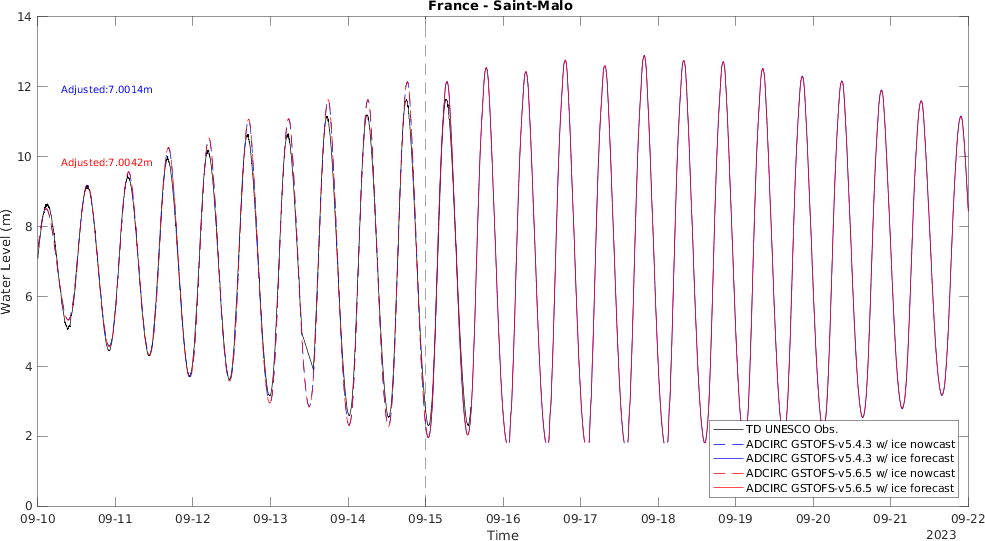 France - Saint-Malo
14
12
10
8
6
4
2
0
Water Level (m)
Adjusted:7.0014m
Adjusted:7.0042m
TD UNESCO Obs.
ADCIRC GSTOFS-v5.4.3 w/ ice nowcast
ADCIRC GSTOFS-v5.4.3 w/ ice forecast
ADCIRC GSTOFS-v5.6.5 w/ ice nowcast
ADCIRC GSTOFS-v5.6.5 w/ ice forecast
09-10 09-11 09-12 09-13 09-14 09-15 09-16 09-17 09-18 09-19 09-20 09-21 09-22
Time
2023